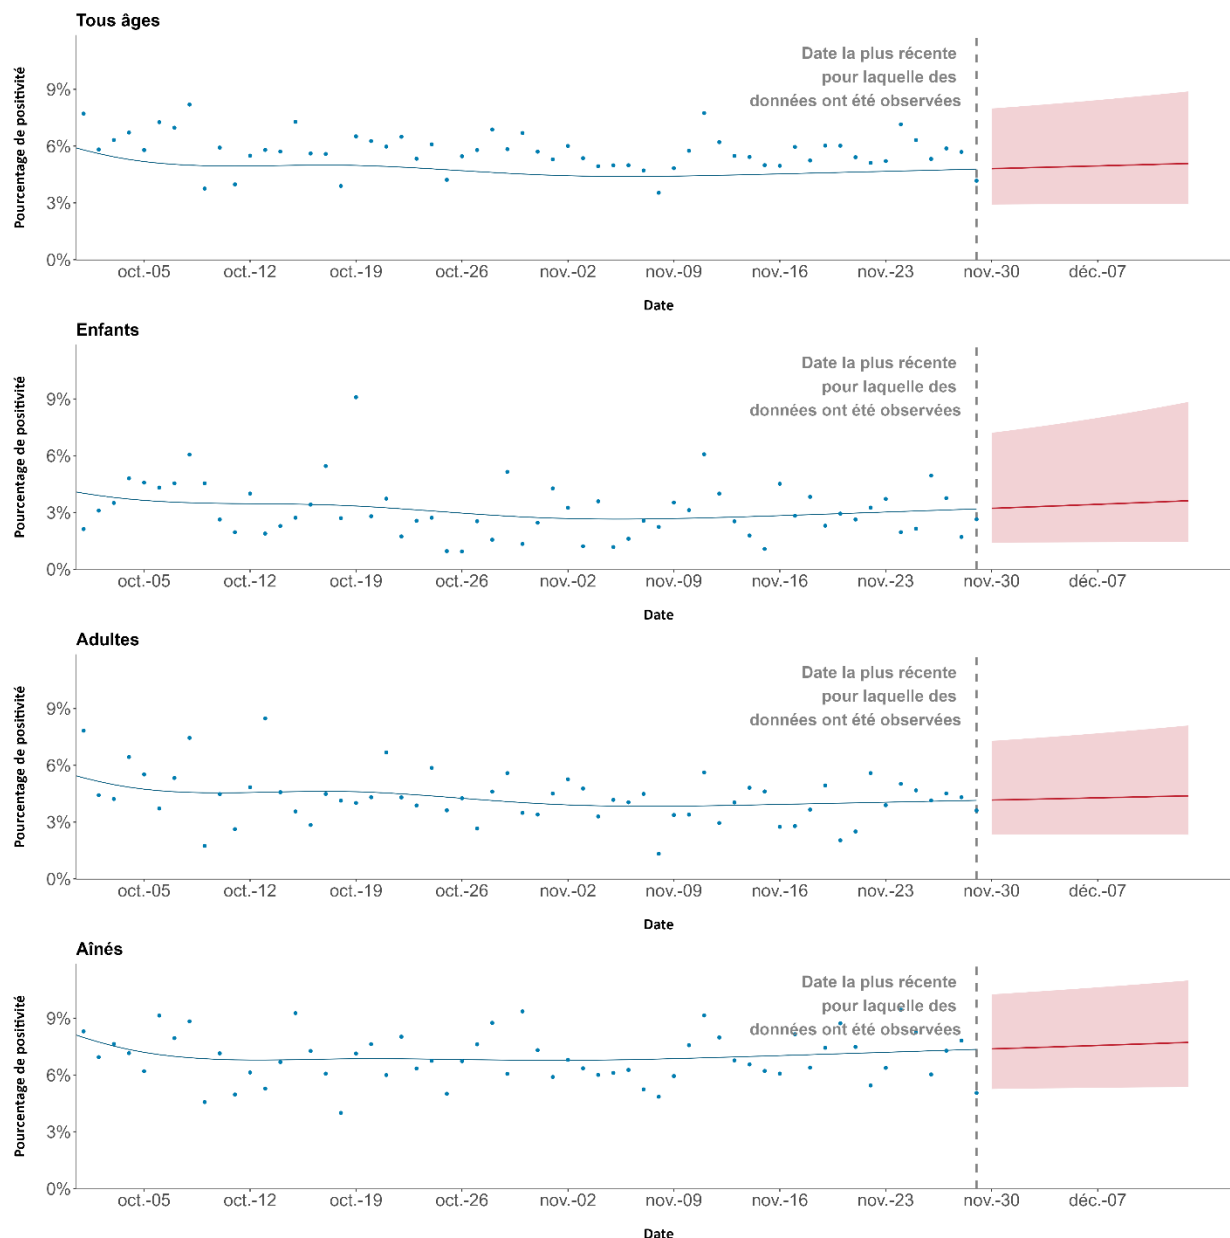 Tous âges
Pourcentage de positivité
Date la plus récente
pour laquelle des
données ont été observées
9%
6%
3%
0%
oct.-05 oct.-12 oct.-19 oct.-26 nov.-02 nov.-09 nov.-16 nov.-23 nov.-30 déc.-07
Date
Enfants
Pourcentage de positivité
Date la plus récente
pour laquelle des
données ont été observées
9%
6%
3%
0%
oct.-05 oct.-12 oct.-19 oct.-26 nov.-02 nov.-09 nov.-16 nov.-23 nov.-30 déc.-07
Date
Adultes
Pourcentage de positivité
Date la plus récente
pour laquelle des
données ont été observées
9%
6%
3%
0%
oct.-05 oct.-12 oct.-19 oct.-26 nov.-02 nov.-09 nov.-16 nov.-23 nov.-30 déc.-07
Date
Aînés
Pourcentage de positivité
Date la plus récente
pour laquelle des
données ont été observées
9%
6%
3%
0%
oct.-05 oct.-12 oct.-19 oct.-26 nov.-02 nov.-09 nov.-16 nov.-23 nov.-30 déc.-07
Date